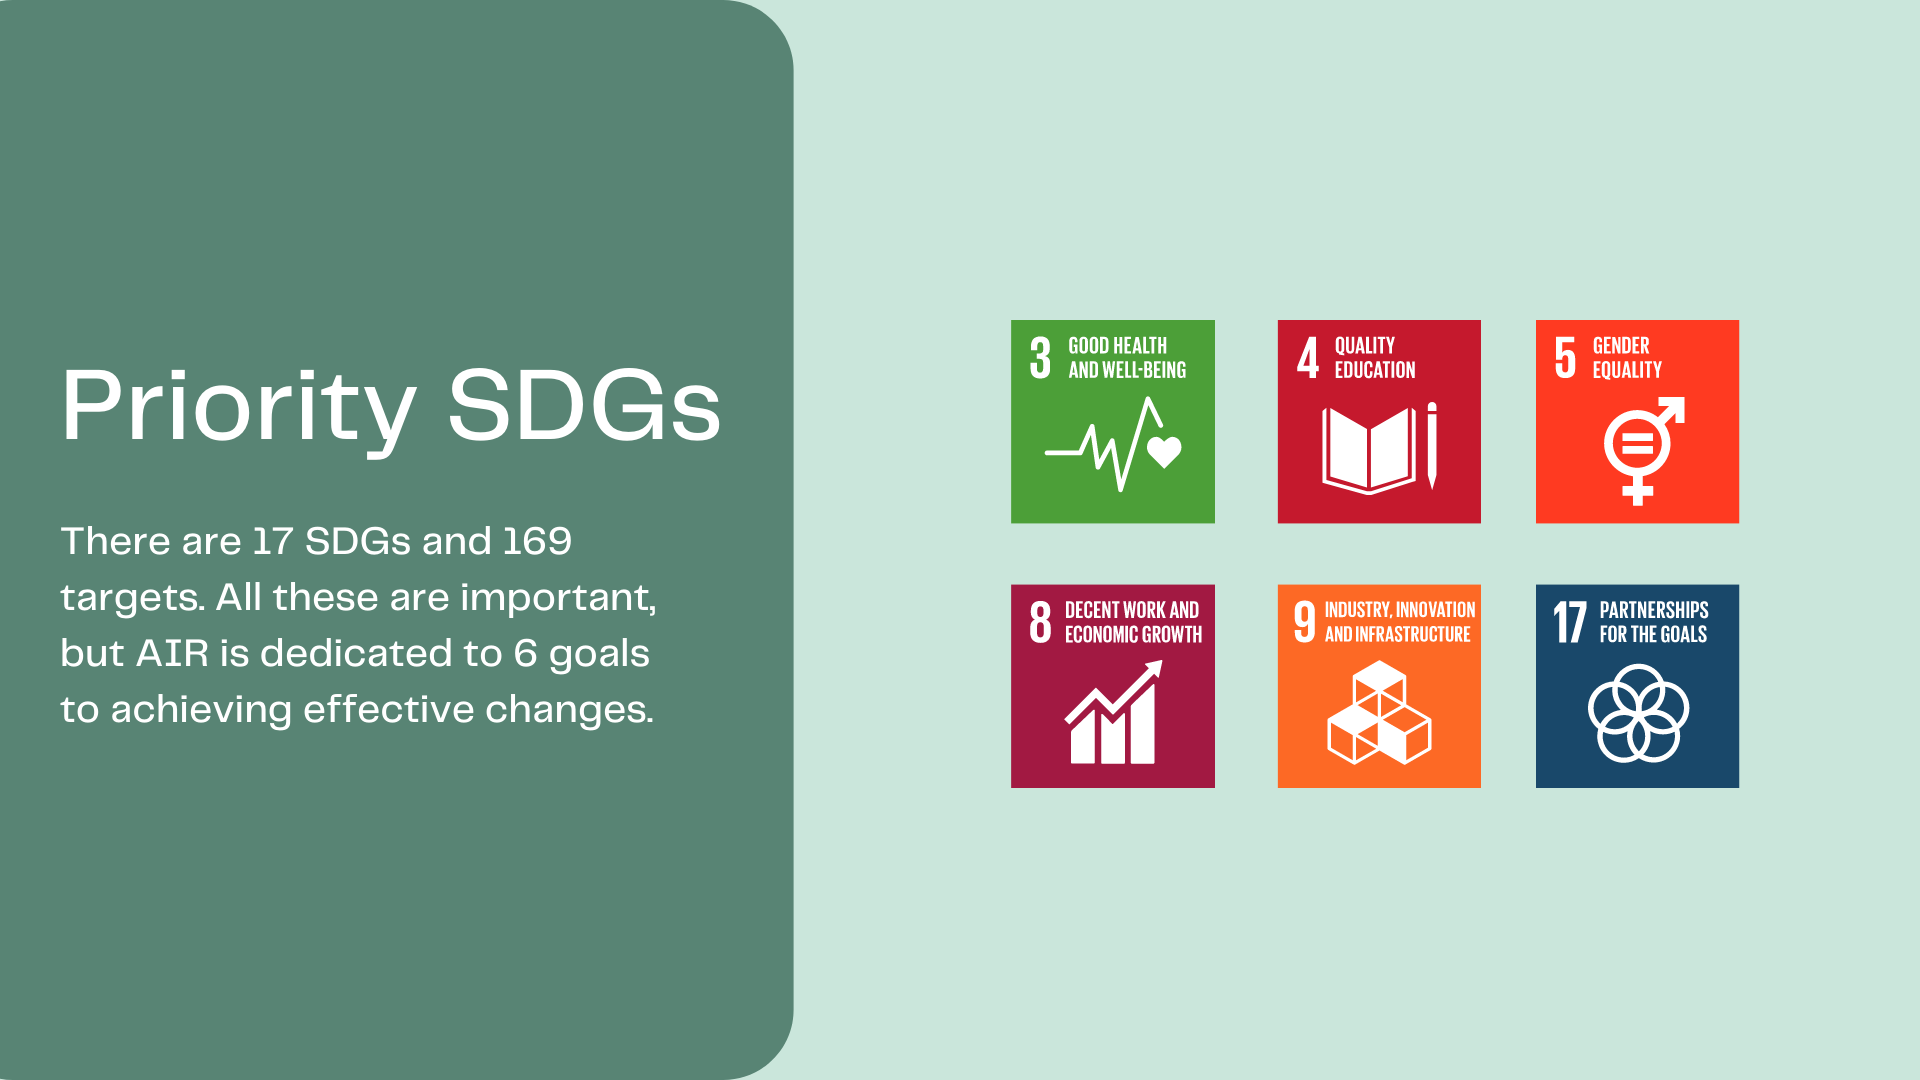 Priority SDGs
There are 17 SDGs and 169
targets. All these are important,
but AIR is dedicated to 6 goals
to achieving effective changes.
3 GOOD HEALTH
AND WELL-BEING
4 QUALITY
EDUCATION
5 GENDER
EQUALITY
8 DECENT WORK AND
ECONOMIC GROWTH
9 INDUSTRY, INNOVATION
AND INFRASTRUCTURE
17 PARTNERSHIPS
FOR THE GOALS